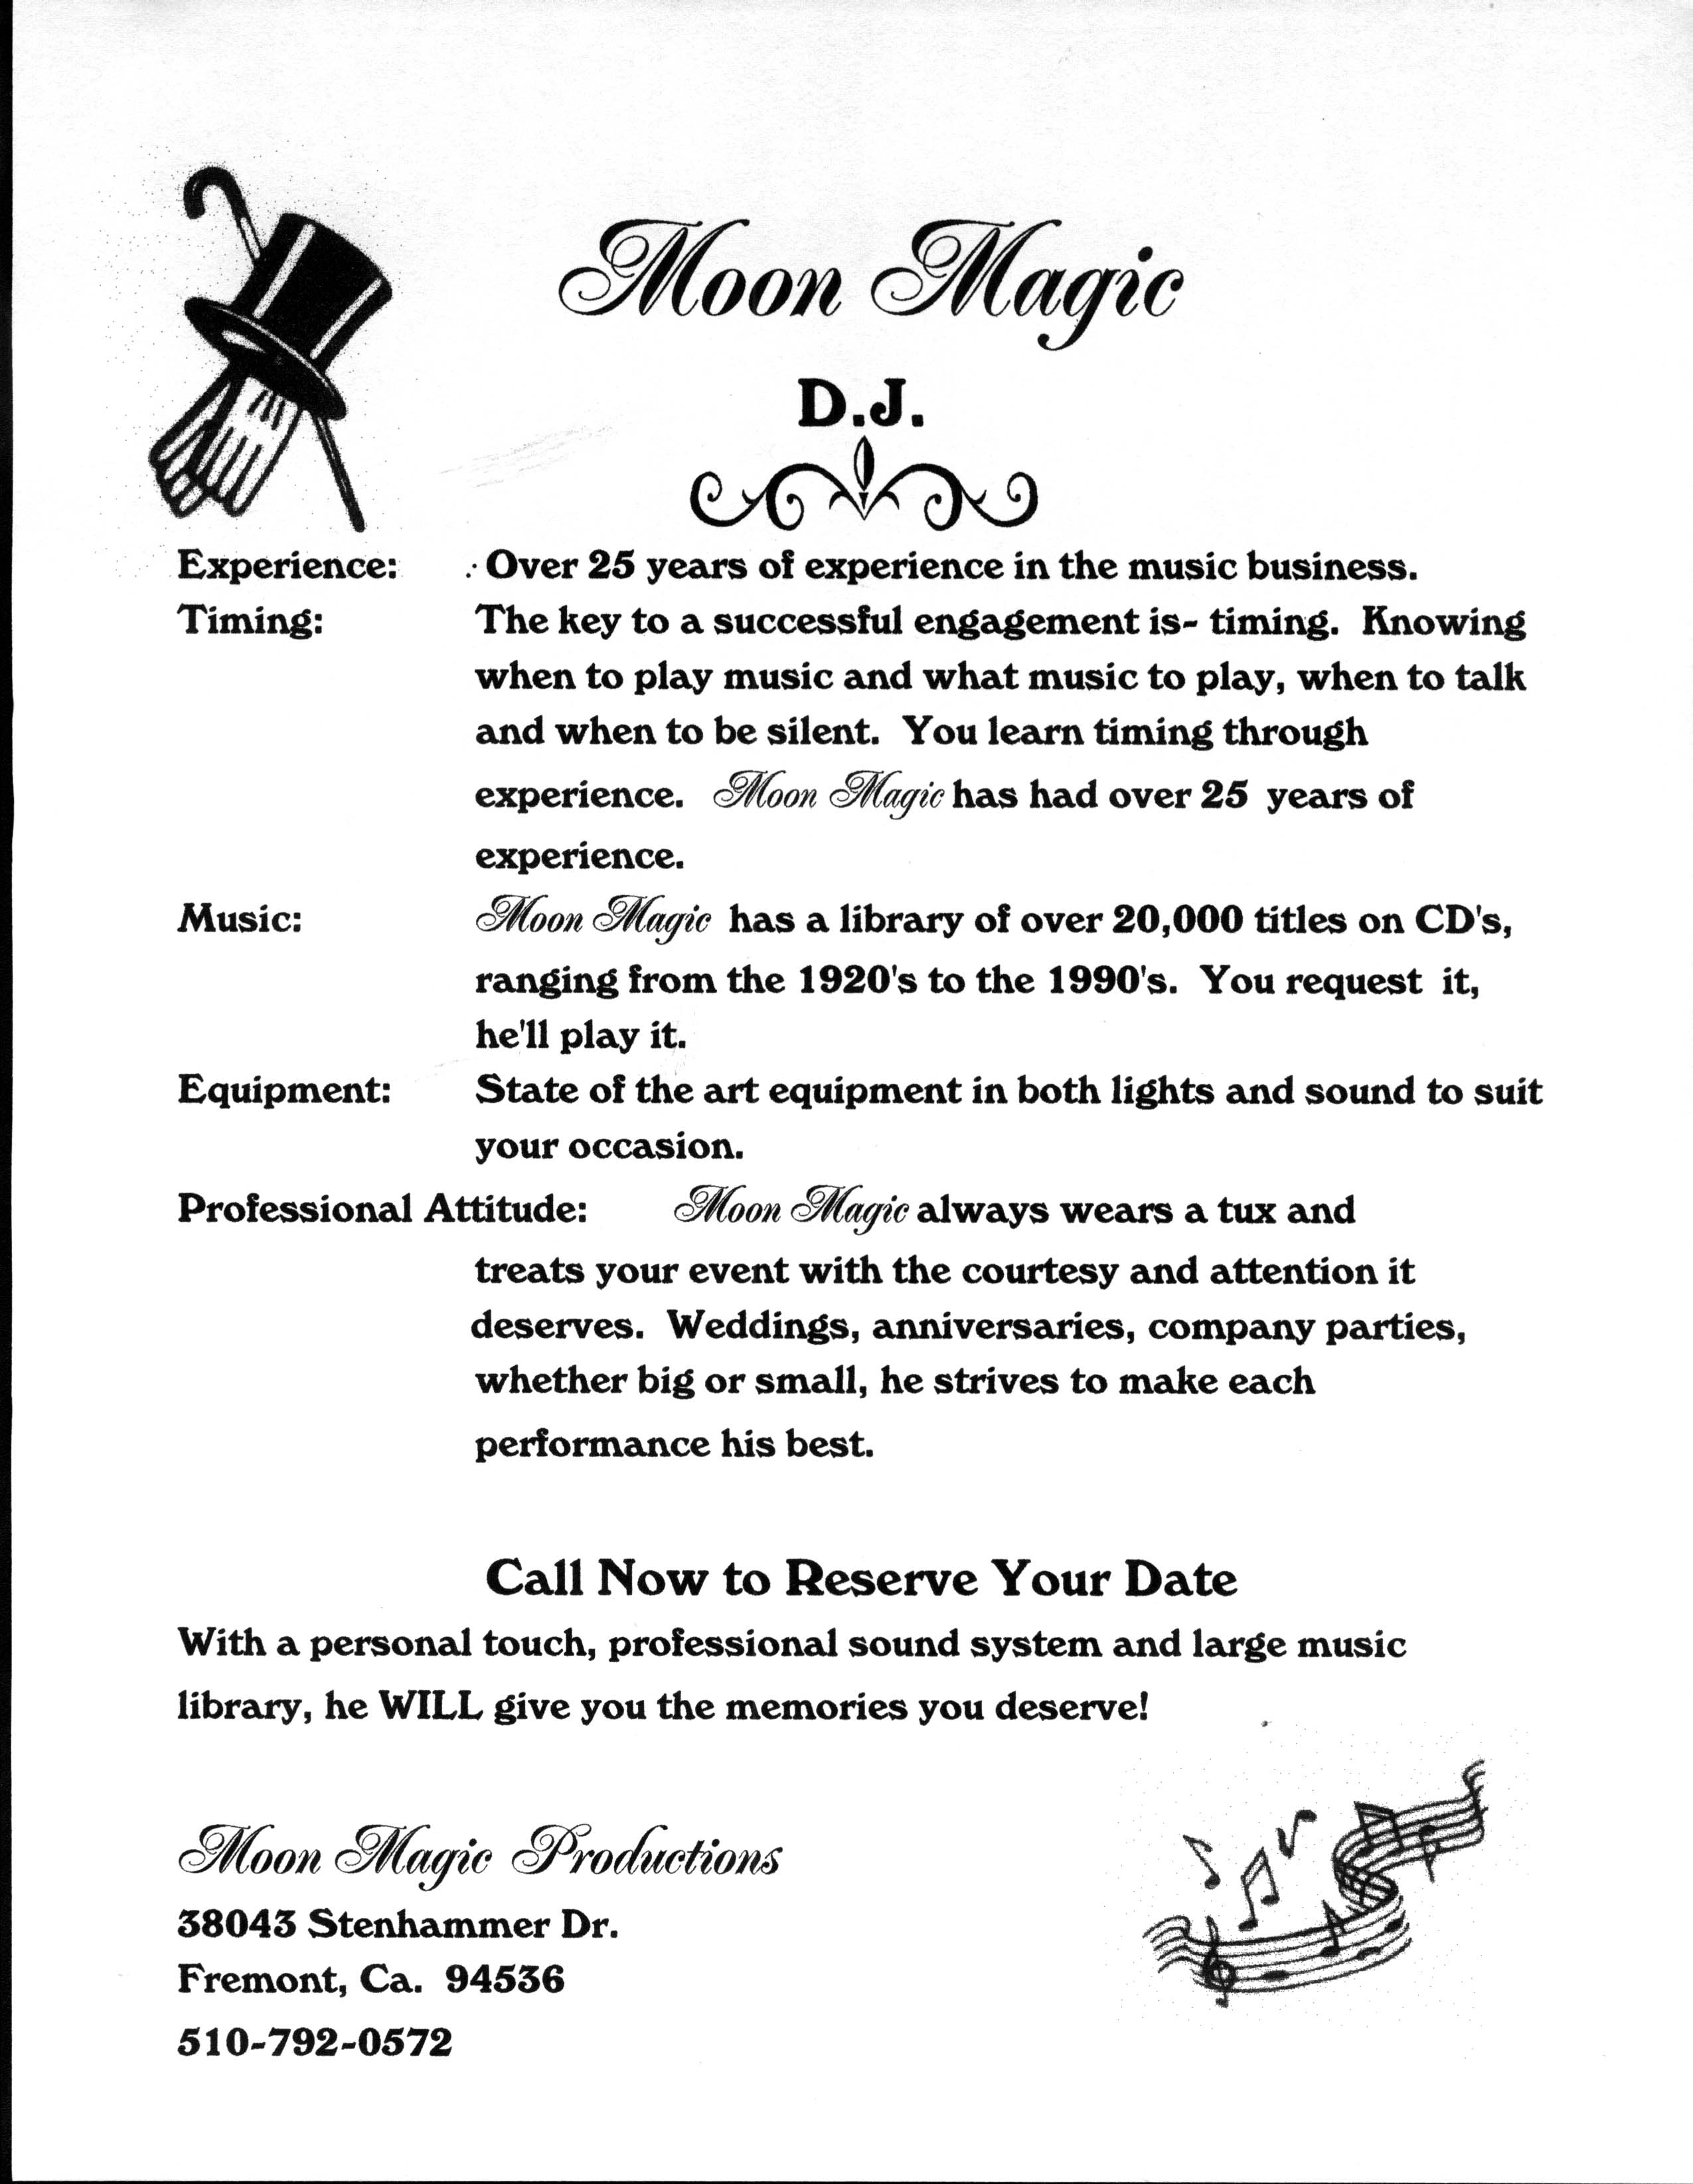 Moon Magic
D.J.
Experience: Over 25 years of experience in the music business.
Timing: The key to a successful engagement is- timing. Knowing
when to play music and what music to play, when to talk
and when to be silent. You learn timing through
experience. Moon Magic has had over 25 years of
experience.
Music: Moon Magic has a library of over 20,000 titles on CD's,
ranging from the 1920's to the 1990's. You request it,
he'll play it.
Equipment: State of the art equipment in both lights and sound to suit
your occasion.
Professional Attitude: Moon Magic always wears a tux and
treats your event with the courtesy and attention it
deserves. Weddings, anniversaries, company parties,
whether big or small, he strives to make each
performance his best.
Call Now to Reserve Your Date
With a personal touch, professional sound system and large music
library, he WILL give you the memories you deserve!
Moon Magic Productions
38043 Stenhammer Dr.
Fremont, Ca. 94536
510-792-0572